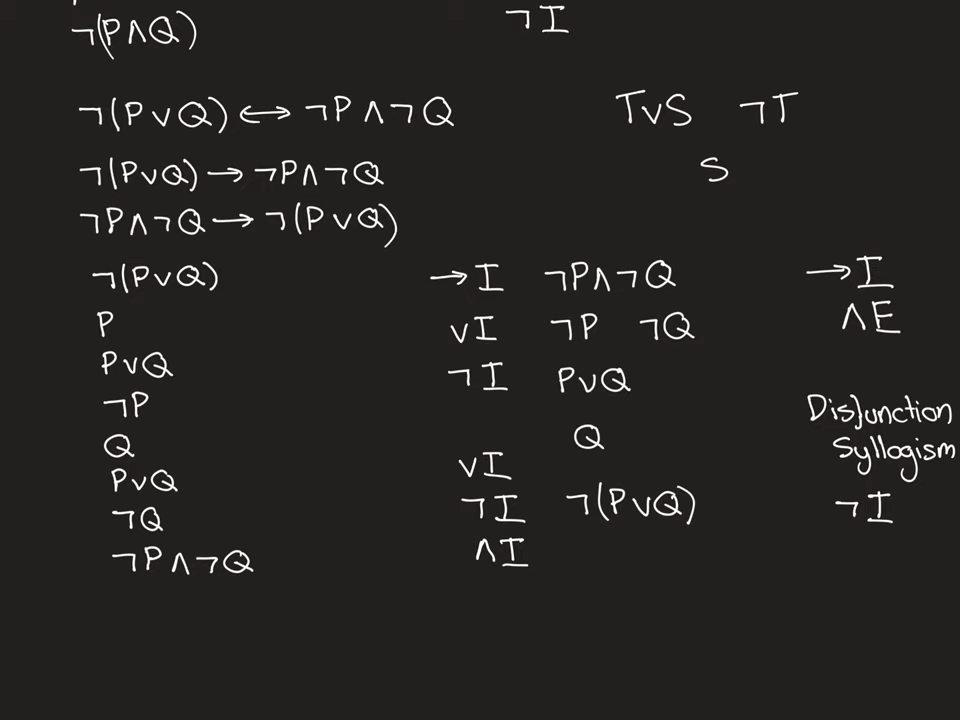 ¬(P∧Q) ¬I
¬(P∨Q) ⟷ ¬P∧¬Q T∨S ¬T
¬(P∨Q) → ¬P∧¬Q S
¬P∧¬Q → ¬(P∨Q)
¬(P∨Q) →I ¬P∧¬Q →I
P ∨I ¬P ¬Q ∧E
P∨Q ¬I P∨Q
¬P Disjunction
Q Q Syllogism
P∨Q ∨I
¬Q ¬I ¬(P∨Q) ¬I
¬P∧¬Q ∧I